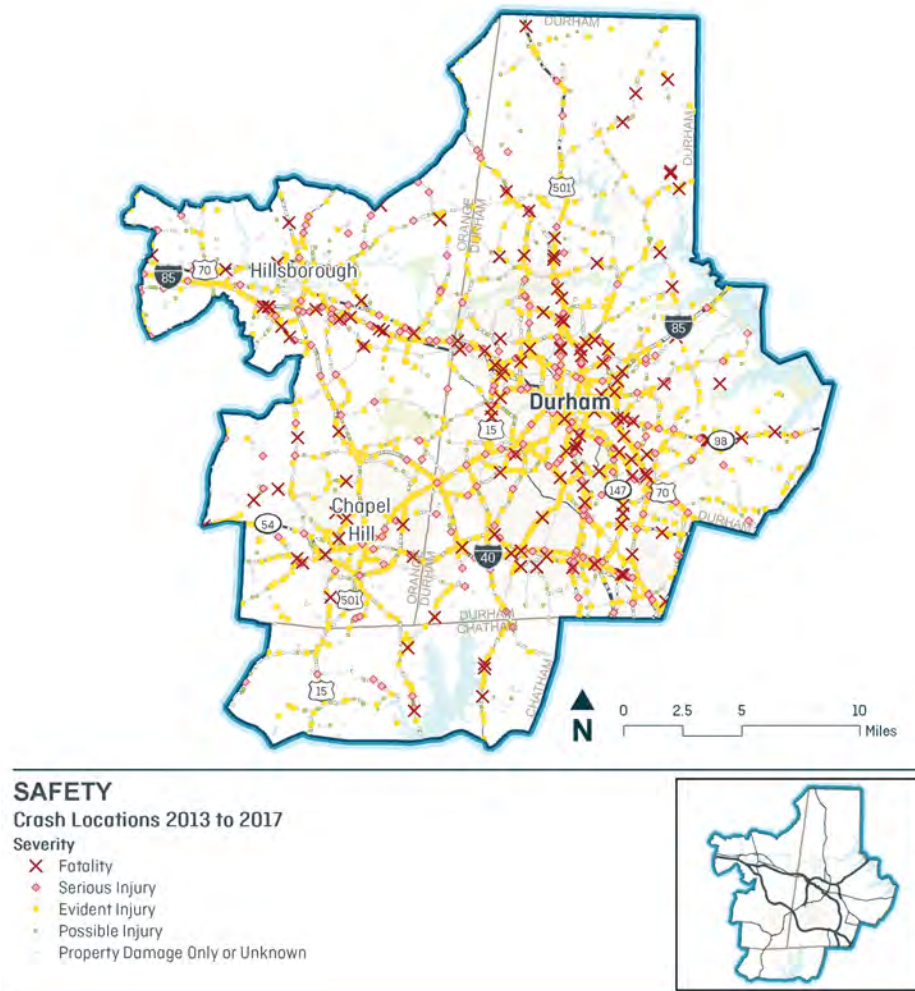 DURHAM
DURHAM
501
ORANGE
DURHAM
70
Hillsborough
85
85
Durham
15
98
147
70
Chapel
Hill
54
DURHAM
40
ORANGE
DURHAM
501
DURHAM
CHATHAM
CHATHAM
15
N
0 2.5 5 10
Miles
SAFETY
Crash Locations 2013 to 2017
Severity
Fatality
Serious Injury
Evident Injury
Possible Injury
Property Damage Only or Unknown